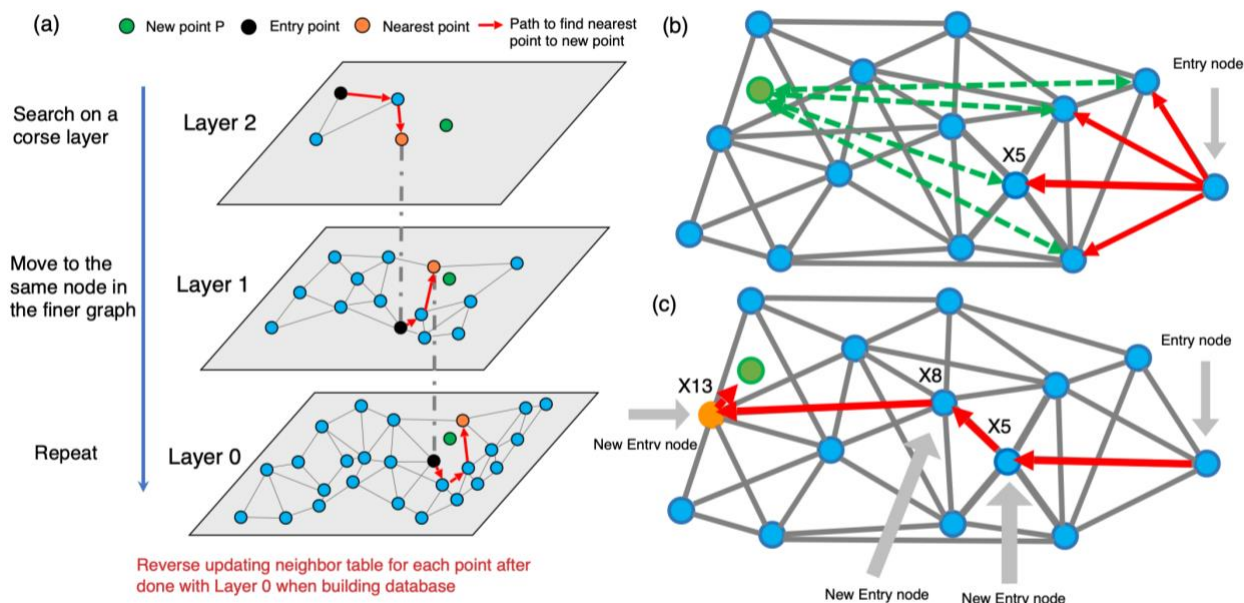 (a)
New point P
Entry point
Nearest point
Path to find nearest
point to new point
Search on a
corse layer
Layer 2
Move to the
same node in
the finer graph
Layer 1
Repeat
Layer 0
Reverse updating neighbor table for each point after
done with Layer 0 when building database
(b)
Entry node
X5
(c)
Entry node
X13
X8
X5
New Entry node
New Entry node
New Entry node